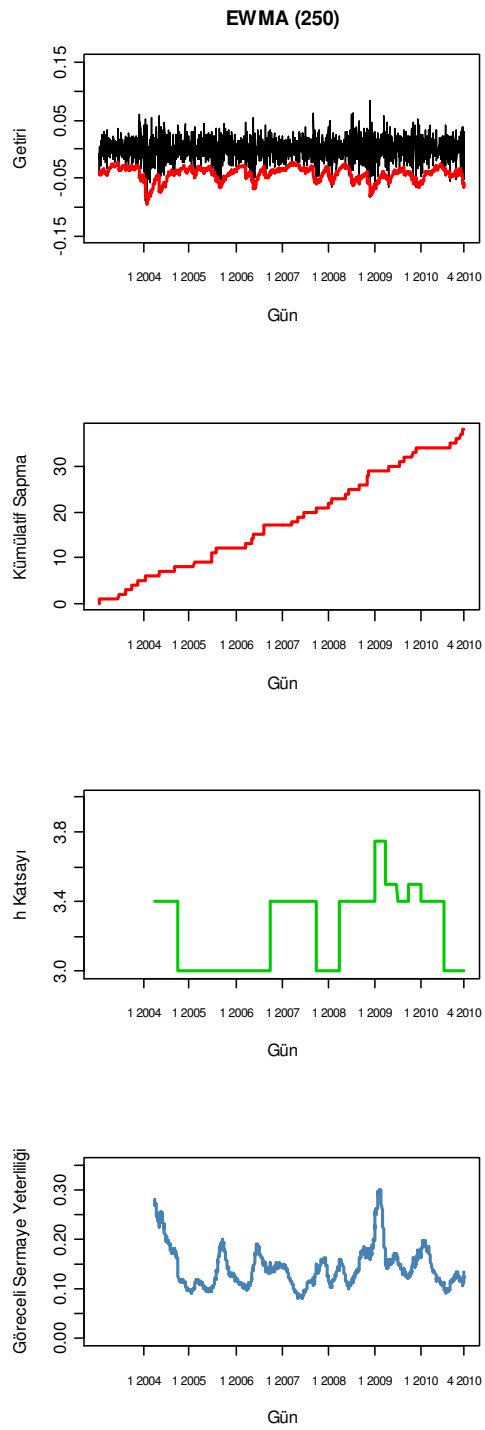 EWMA (250)
Getiri
0.15
0.05
-0.05
-0.15
1 2004 1 2005 1 2006 1 2007 1 2008 1 2009 1 2010 4 2010
Gün
Kümülatif Sapma
30
20
10
0
1 2004 1 2005 1 2006 1 2007 1 2008 1 2009 1 2010 4 2010
Gün
h Katsayı
3.8
3.4
3.0
1 2004 1 2005 1 2006 1 2007 1 2008 1 2009 1 2010 4 2010
Gün
Göreceli Sermaye Yeterliliği
0.30
0.20
0.10
0.00
1 2004 1 2005 1 2006 1 2007 1 2008 1 2009 1 2010 4 2010
Gün